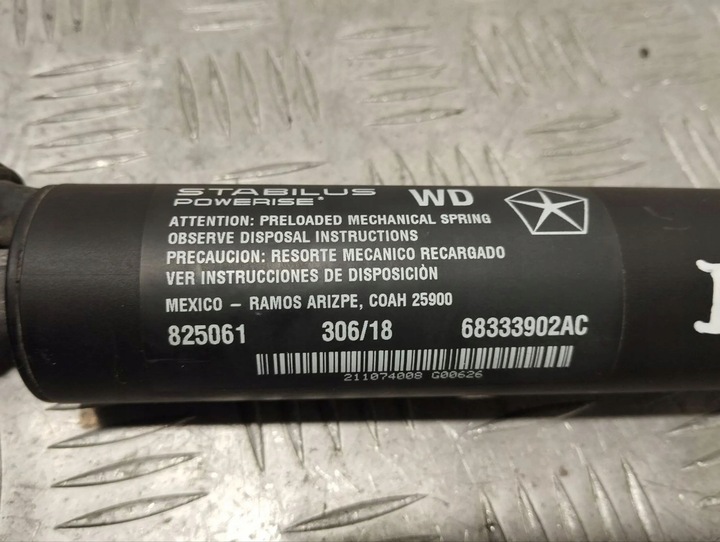 STABILUS
POWERISE® WD
ATTENTION: PRELOADED MECHANICAL SPRING
OBSERVE DISPOSAL INSTRUCTIONS
PRECAUCION: RESORTE MECANICO RECARGADO
VER INSTRUCCIONES DE DISPOSICIÒN
MEXICO – RAMOS ARIZPE, COAH 25900
825061 306/18 68333902AC
211074008 G00626